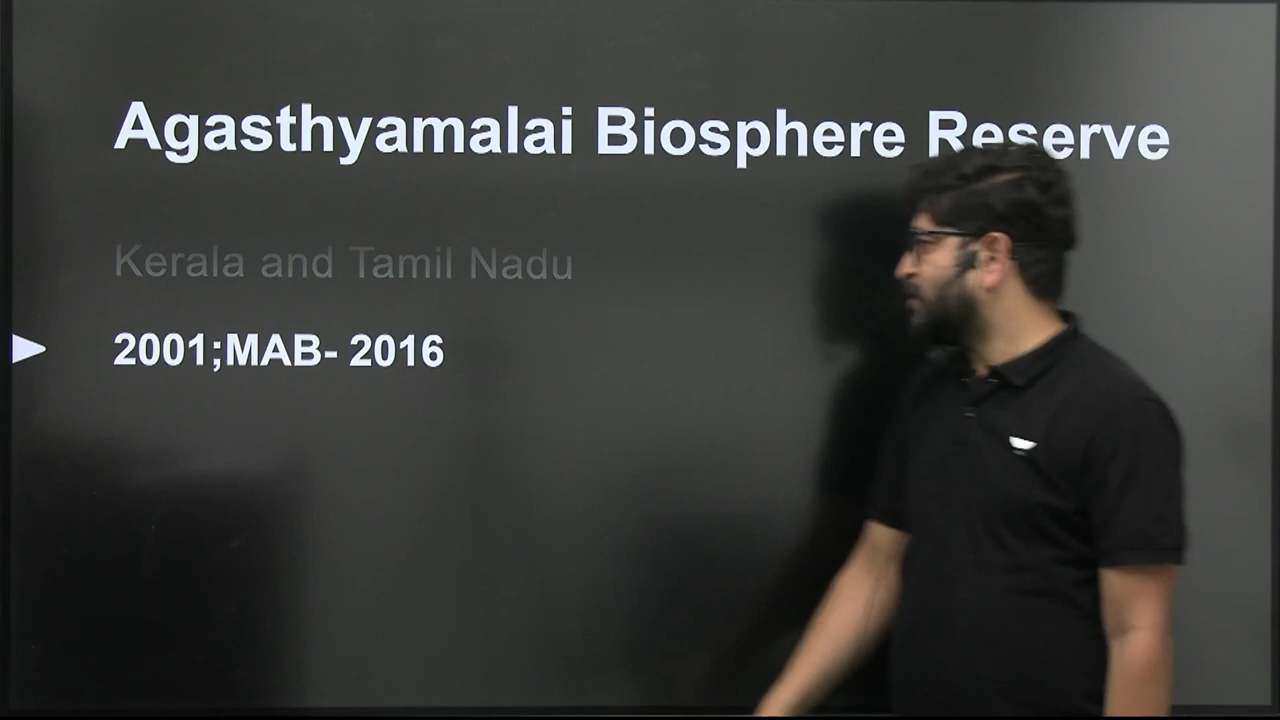 Agasthyamalai Biosphere Reserve
Kerala and Tamil Nadu
2001;MAB- 2016